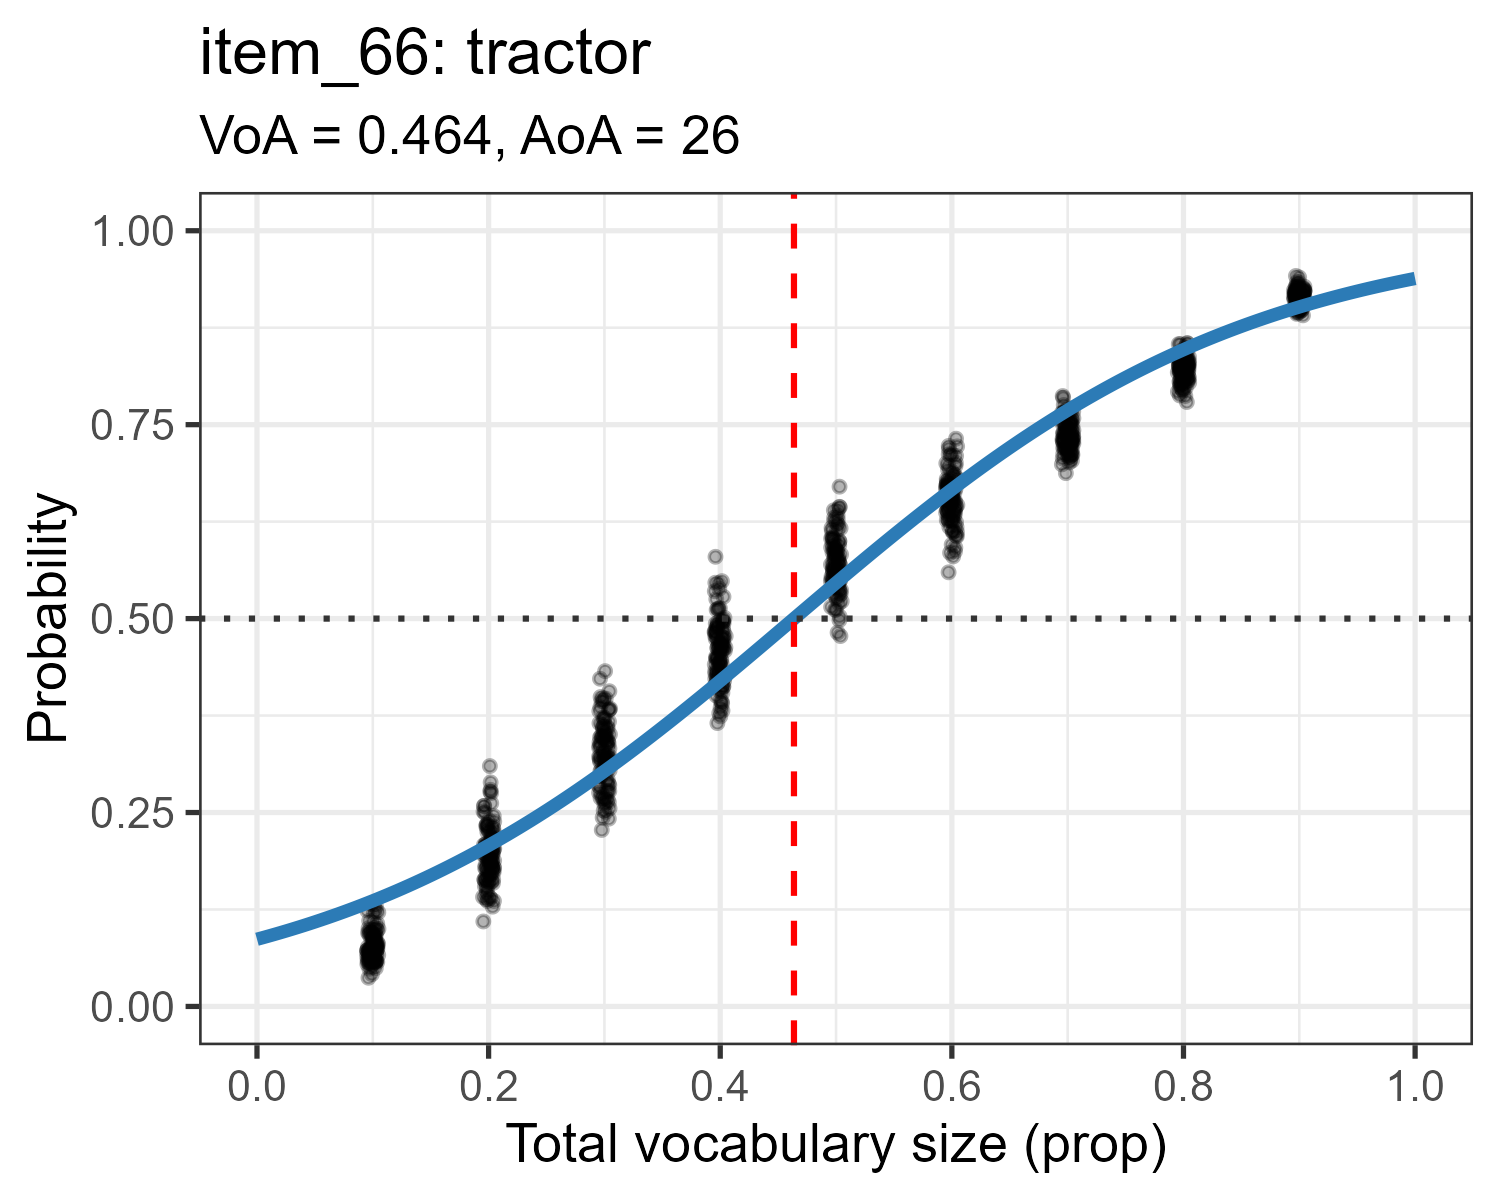 item_66: tractor
VoA = 0.464, AoA = 26
1.00
0.75
0.50
0.25
0.00
Probability
0.0 0.2 0.4 0.6 0.8 1.0
Total vocabulary size (prop)